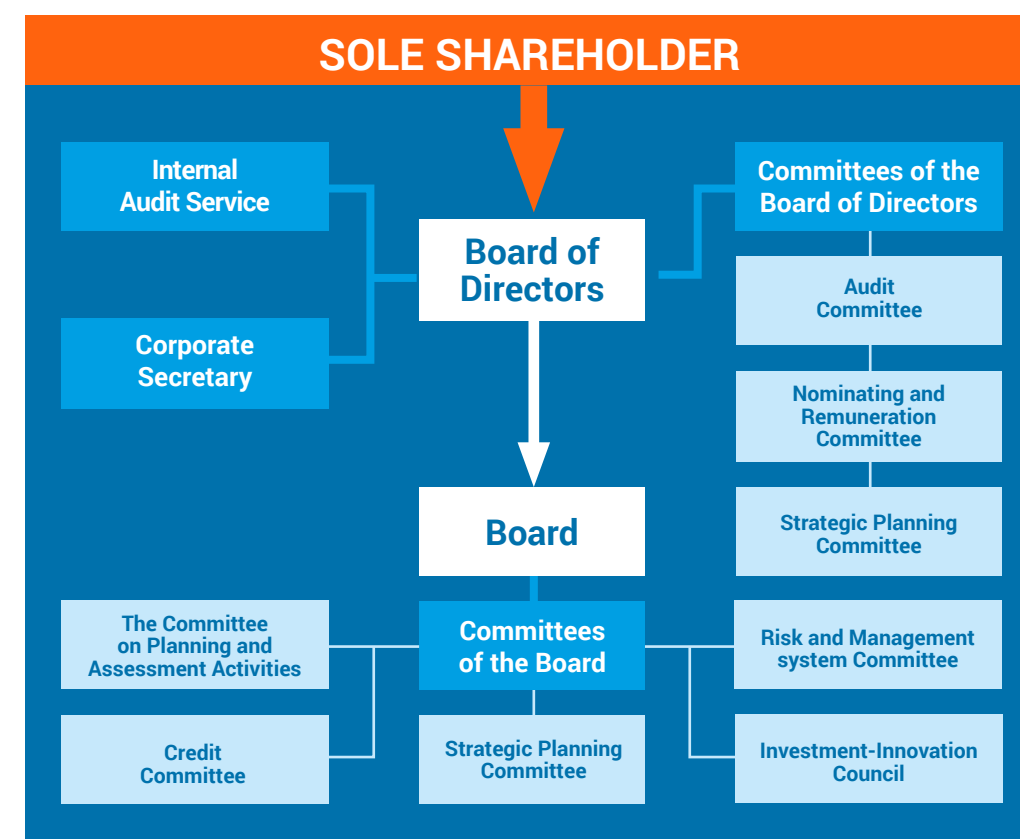 SOLE SHAREHOLDER
Internal
Audit Service
Committees of the
Board of Directors
Board of
Directors
Audit
Committee
Corporate
Secretary
Nominating and
Remuneration
Committee
Board
Strategic Planning
Committee
The Committee
on Planning and
Assessment Activities
Committees
of the Board
Risk and Management
system Committee
Credit
Committee
Strategic Planning
Committee
Investment-Innovation
Council